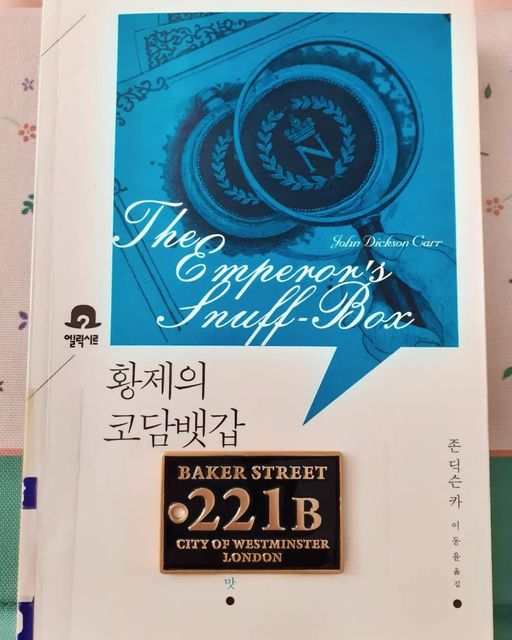 The
Emperor's
Snuff-Box
John Dickson Carr
N
?
엘릭시르
황제의
코담뱃갑
BAKER STREET
221B
CITY OF WESTMINSTER
LONDON
맛
존 딕슨 카
이동윤 옮김